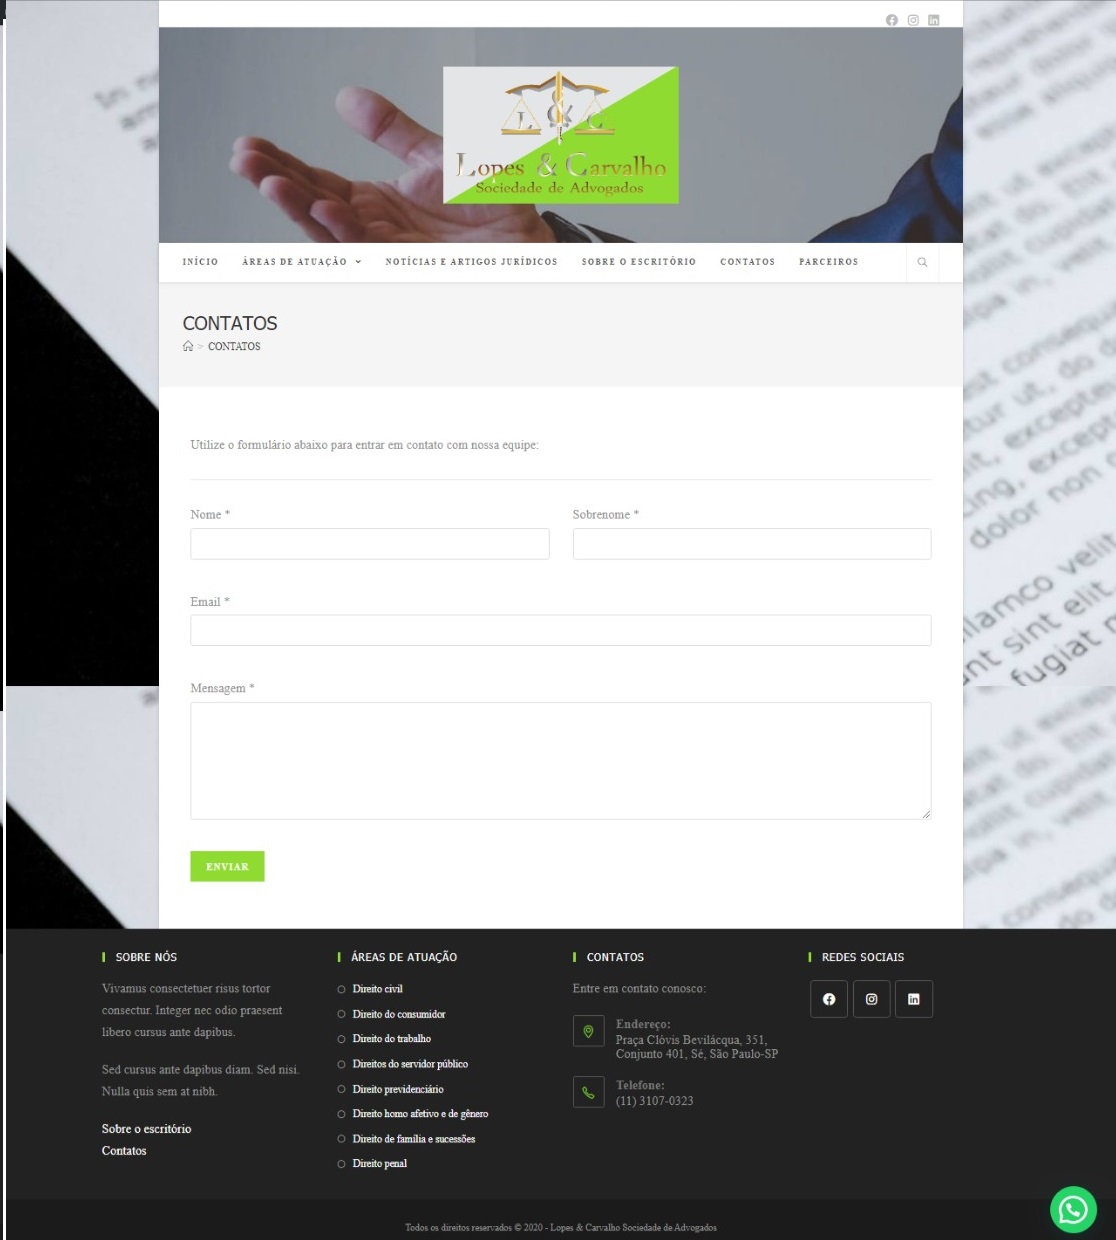 L & C
Lopes & Carvalho
Sociedade de Advogados
INÍCIO ÁREAS DE ATUAÇÃO NOTÍCIAS E ARTIGOS JURÍDICOS SOBRE O ESCRITÓRIO CONTATOS PARCEIROS
CONTATOS
> CONTATOS
Utilize o formulário abaixo para entrar em contato com nossa equipe:
Nome * Sobrenome *
Email *
Mensagem *
ENVIAR
SOBRE NÓS
Vivamus consectetuer risus tortor
consectur. Integer nec odio praesent
libero cursus ante dapibus.
Sed cursus ante dapibus diam. Sed nisi.
Nulla quis sem at nibh.
Sobre o escritório
Contatos
ÁREAS DE ATUAÇÃO
Direito civil
Direito do consumidor
Direito do trabalho
Direitos do servidor público
Direito previdenciário
Direito homo afetivo e de gênero
Direito de família e sucessões
Direito penal
CONTATOS
Entre em contato conosco:
Endereço:
Praça Clóvis Bevilácqua, 351,
Conjunto 401, Sé, São Paulo-SP
Telefone:
(11) 3107-0323
REDES SOCIAIS
Todos os direitos reservados © 2020 - Lopes & Carvalho Sociedade de Advogados